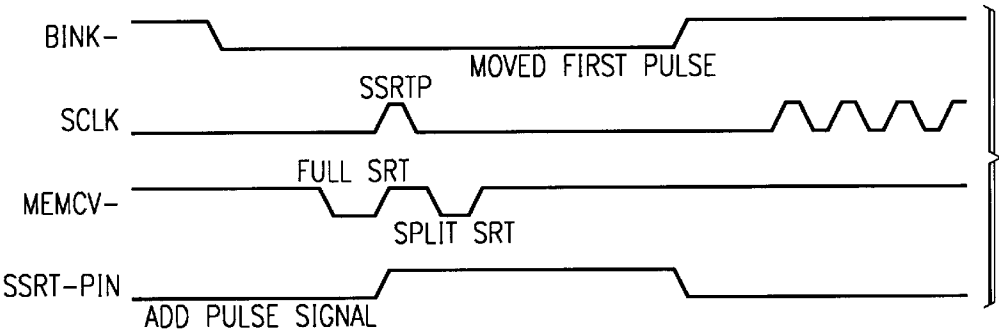 BINK-
MOVED FIRST PULSE
SSRTP
SCLK
FULL SRT
MEMCV-
SPLIT SRT
SSRT-PIN
ADD PULSE SIGNAL